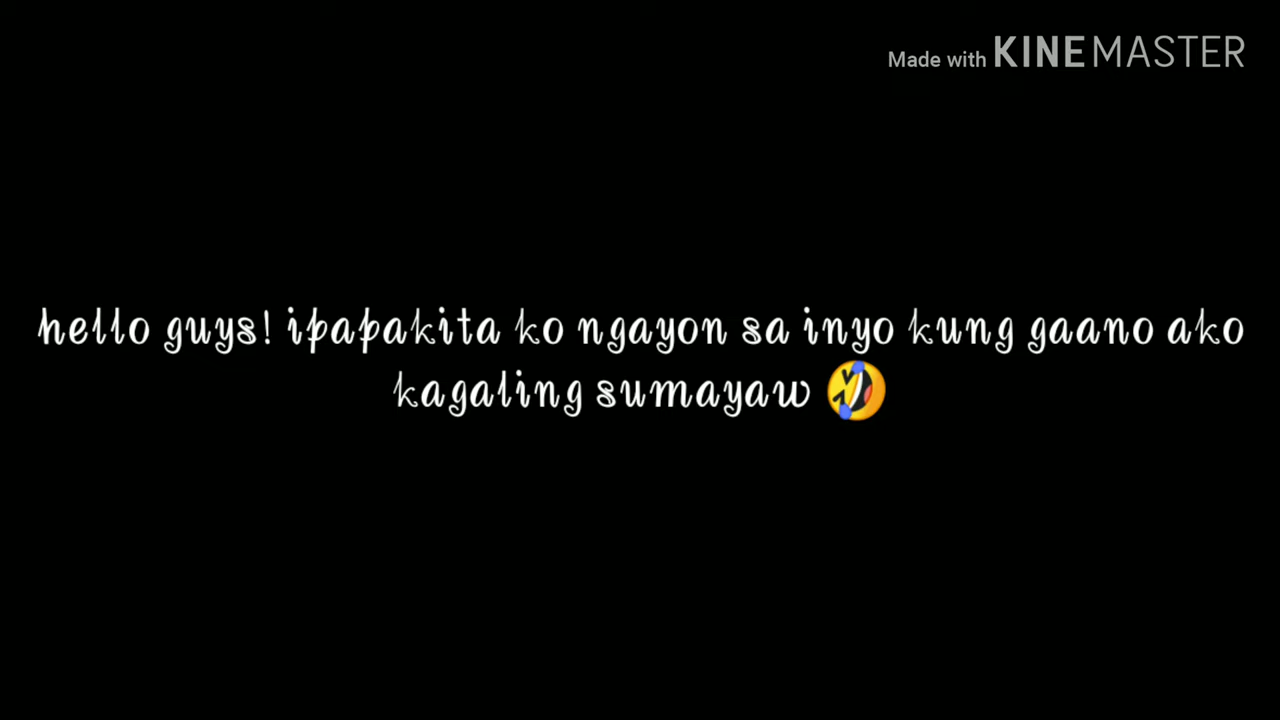 Made with KINEMASTER
hello guys! ipapakita ko ngayon sa inyo kung gaano ako
kagaling sumayaw 🤣